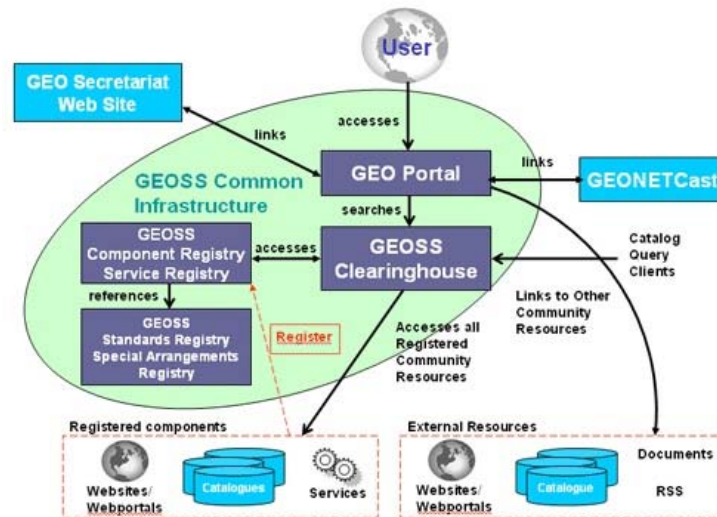 User
GEO Secretariat
Web Site
accesses
links
links
GEO Portal
GEONETCast
GEOSS Common
Infrastructure
searches
GEOSS
Component Registry
Service Registry
accesses
GEOSS
Clearinghouse
Catalog
Query
Clients
references
GEOSS
Standards Registry
Special Arrangements
Registry
Register
Accesses all
Registered
Community
Resources
Links to Other
Community
Resources
Registered components
Websites/
Webportals
Catalogues
Services
External Resources
Websites/
Webportals
Catalogue
Documents
RSS